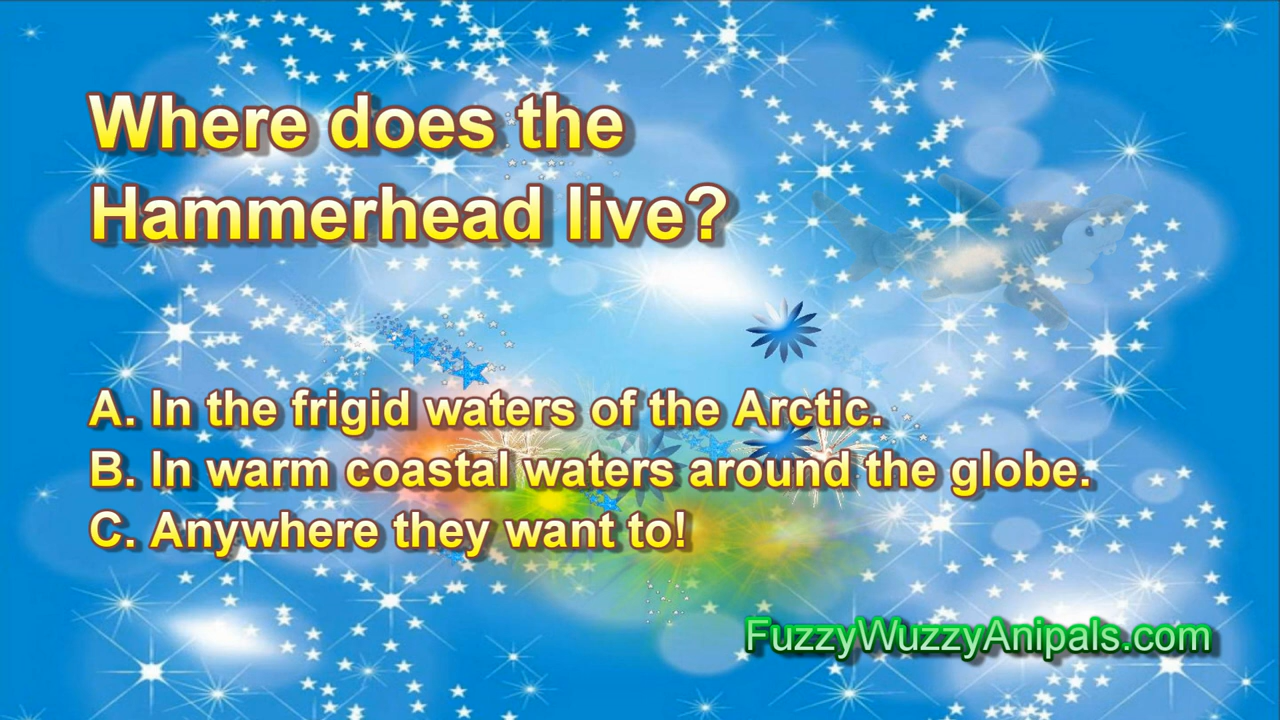 Where does the
Hammerhead live?
A. In the frigid waters of the Arctic.
B. In warm coastal waters around the globe.
C. Anywhere they want to!
FuzzyWuzzyAnipals.com